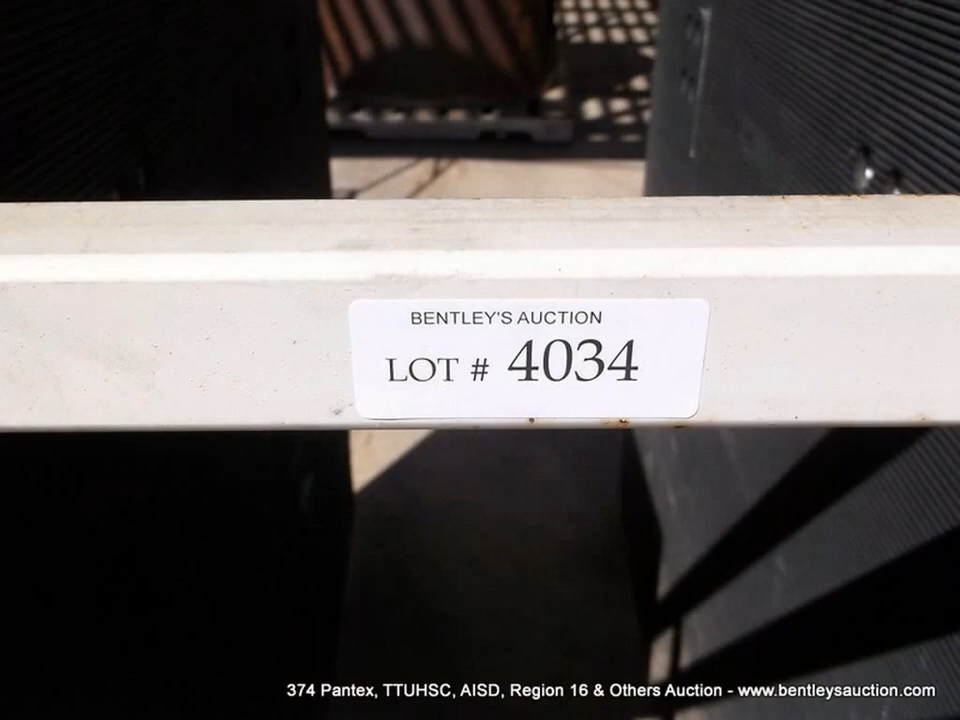 BENTLEY'S AUCTION
LOT # 4034
374 Pantex, TTUHSC, AISD, Region 16 & Others Auction - www.bentleysauction.com